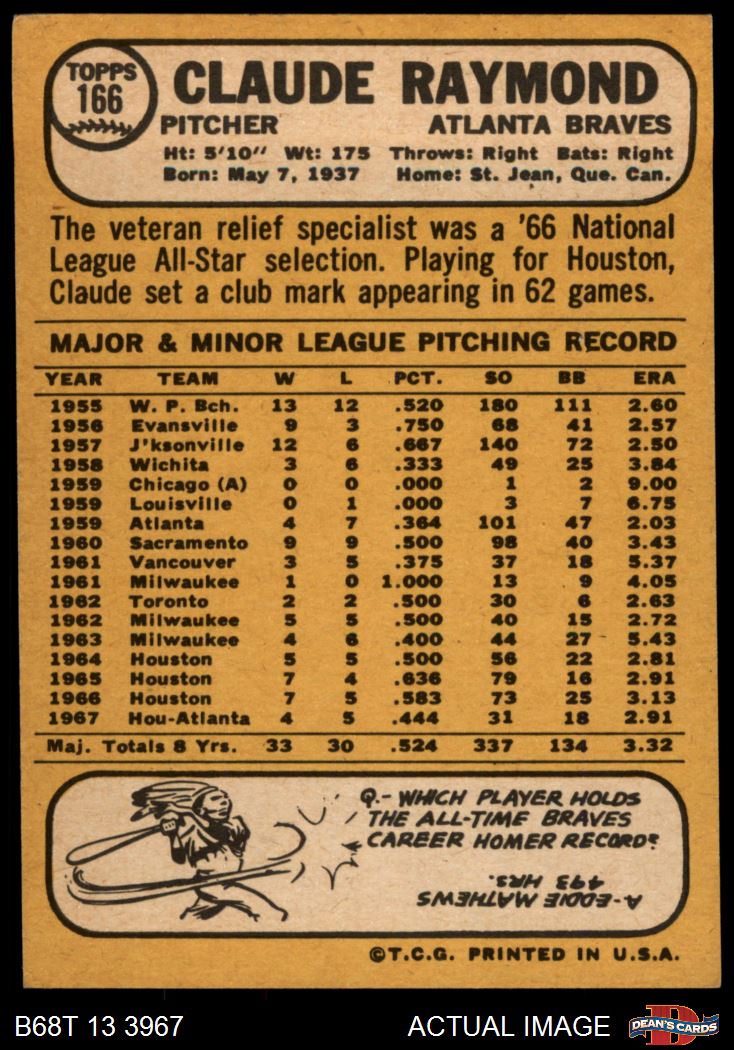 TOPPS
166
CLAUDE RAYMOND
PITCHER ATLANTA BRAVES
Ht: 5'10" Wt: 175 Throws: Right Bats: Right
Born: May 7, 1937 Home: St. Jean, Que. Can.
The veteran relief specialist was a '66 National
League All-Star selection. Playing for Houston,
Claude set a club mark appearing in 62 games.
MAJOR & MINOR LEAGUE PITCHING RECORD
YEAR TEAM W L PCT. SO BB ERA
1955 W. P. Bch. 13 12 .520 180 111 2.60
1956 Evansville 9 3 .750 68 41 2.57
1957 J'ksonville 12 6 .667 140 72 2.50
1958 Wichita 3 6 .333 49 25 3.84
1959 Chicago (A) 0 0 .000 1 2 9.00
1959 Louisville 0 1 .000 3 7 6.75
1959 Atlanta 4 7 .364 101 47 2.03
1960 Sacramento 9 9 .500 98 40 3.43
1961 Vancouver 3 5 .375 37 18 5.37
1961 Milwaukee 1 0 1.000 13 9 4.05
1962 Toronto 2 2 .500 30 6 2.63
1962 Milwaukee 5 5 .500 40 15 2.72
1963 Milwaukee 4 6 .400 44 27 5.43
1964 Houston 5 5 .500 56 22 2.81
1965 Houston 7 4 .636 79 16 2.91
1966 Houston 7 5 .583 73 25 3.13
1967 Hou-Atlanta 4 5 .444 31 18 2.91
Maj. Totals 8 Yrs. 33 30 .524 337 134 3.32
Q.- WHICH PLAYER HOLDS
THE ALL-TIME BRAVES
CAREER HOMER RECORD?
A-EDDIE MATHEWS
493 HRS.
©T.C.G. PRINTED IN U.S.A.
B68T 13 3967 ACTUAL IMAGE
D
DEAN'S CARDS